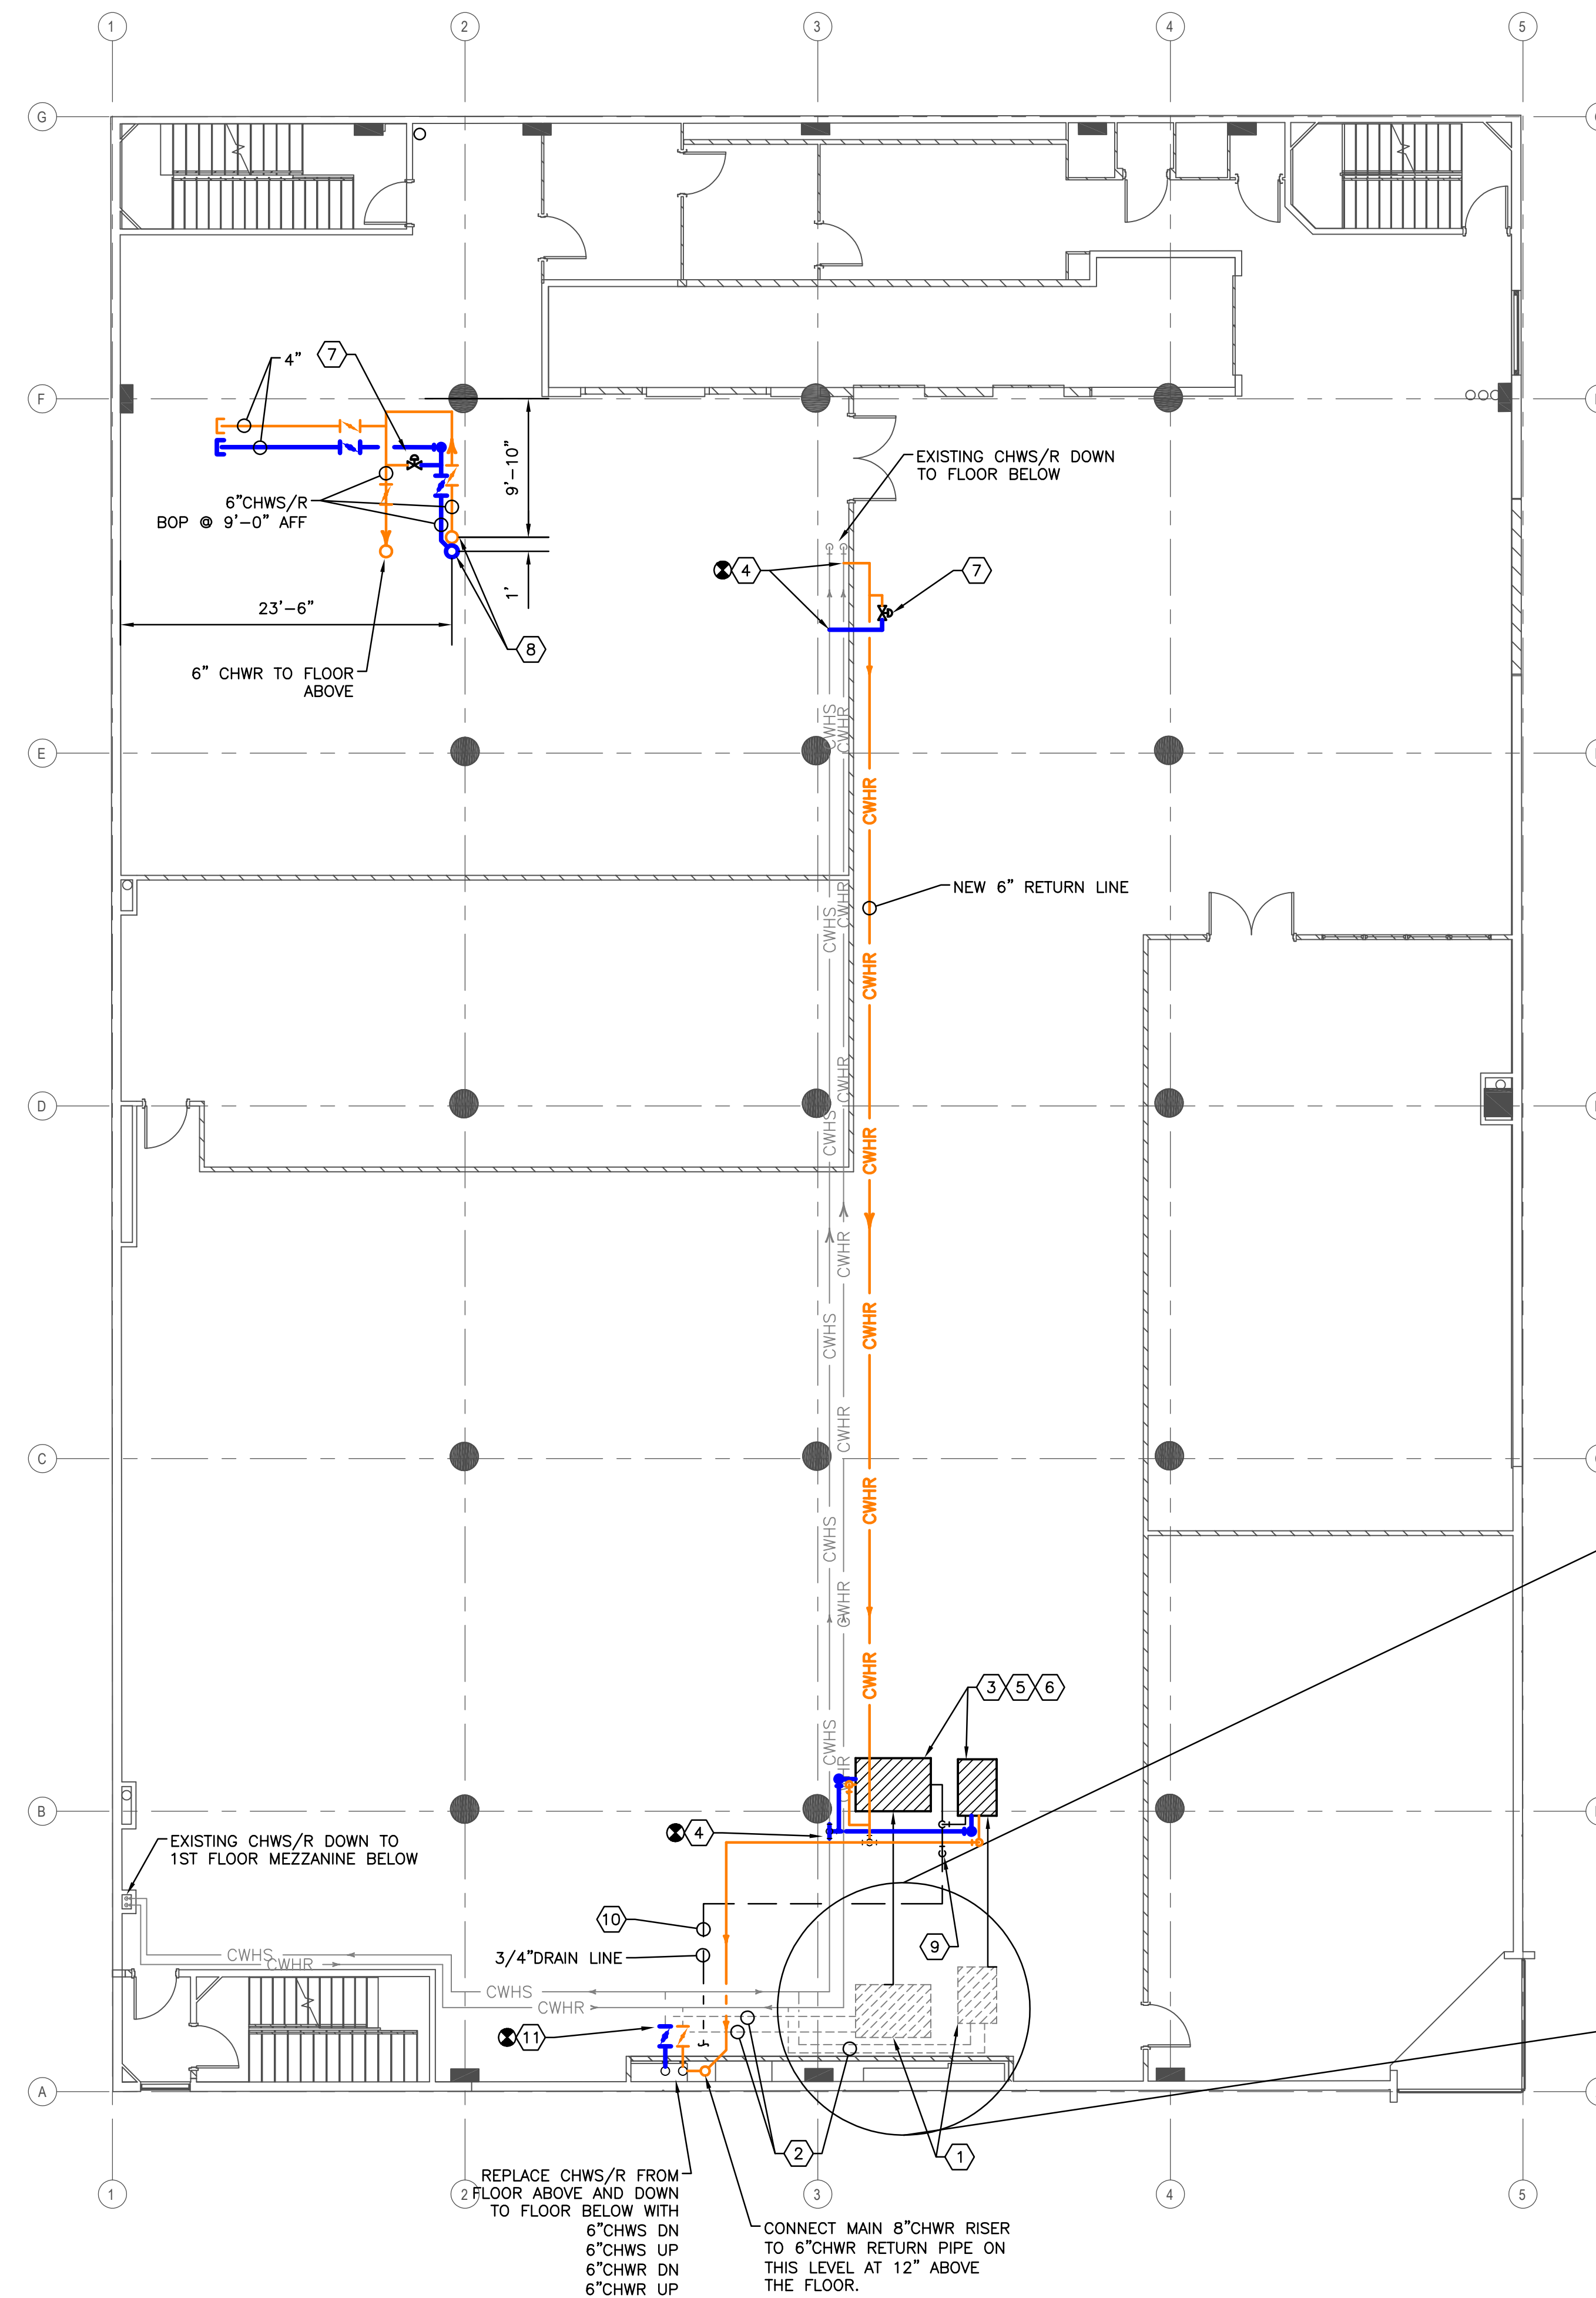 1
2
3
4
5
G
F
4"
7
9'-10"
6"CHWS/R
BOP @ 9'-0" AFF
23'-6"
1'
8
6" CHWR TO FLOOR
ABOVE
EXISTING CHWS/R DOWN
TO FLOOR BELOW
4
7
E
CWHS
CWHR
CWHR
CWHR
CWHS
NEW 6" RETURN LINE
CWHR
D
CWHR
CWHS
CWHR
CWHR
CWHS
CWHR
C
CWHR
CWHR
CWHS
CWHR
CWHR
CWHS
HR
3
5
6
B
EXISTING CHWS/R DOWN TO
1ST FLOOR MEZZANINE BELOW
4
10
9
3/4"DRAIN LINE
CWHS
CWHR
CWHS
CWHR
11
A
2
1
1
2
3
4
5
REPLACE CHWS/R FROM
FLOOR ABOVE AND DOWN
TO FLOOR BELOW WITH
6"CHWS DN
6"CHWS UP
6"CHWR DN
6"CHWR UP
CONNECT MAIN 8"CHWR RISER
TO 6"CHWR RETURN PIPE ON
THIS LEVEL AT 12" ABOVE
THE FLOOR.